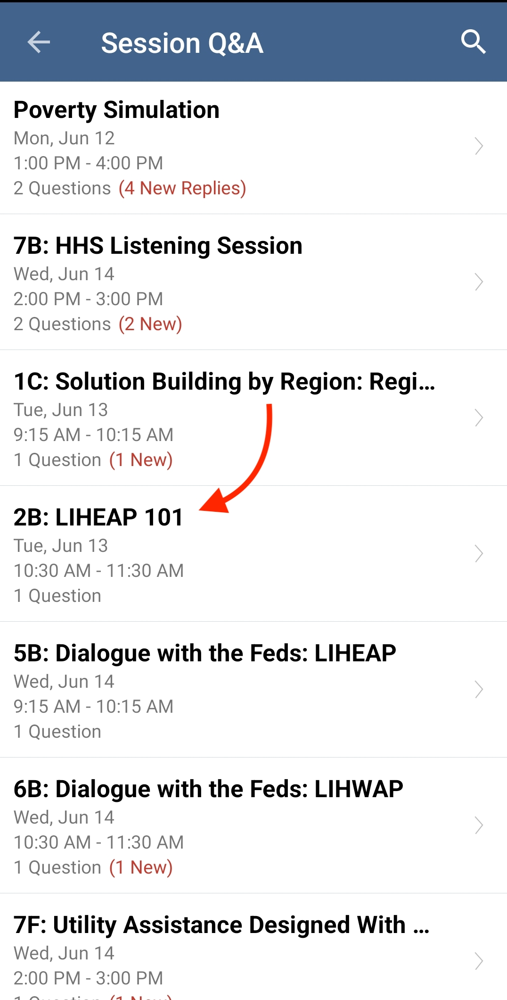 Session Q&A
Poverty Simulation
Mon, Jun 12
1:00 PM - 4:00 PM
2 Questions (4 New Replies)
7B: HHS Listening Session
Wed, Jun 14
2:00 PM - 3:00 PM
2 Questions (2 New)
1C: Solution Building by Region: Regi...
Tue, Jun 13
9:15 AM - 10:15 AM
1 Question (1 New)
2B: LIHEAP 101
Tue, Jun 13
10:30 AM - 11:30 AM
1 Question
5B: Dialogue with the Feds: LIHEAP
Wed, Jun 14
9:15 AM - 10:15 AM
1 Question
6B: Dialogue with the Feds: LIHWAP
Wed, Jun 14
10:30 AM - 11:30 AM
1 Question (1 New)
7F: Utility Assistance Designed With ...
Wed, Jun 14
2:00 PM - 3:00 PM
1 Question (1 New)